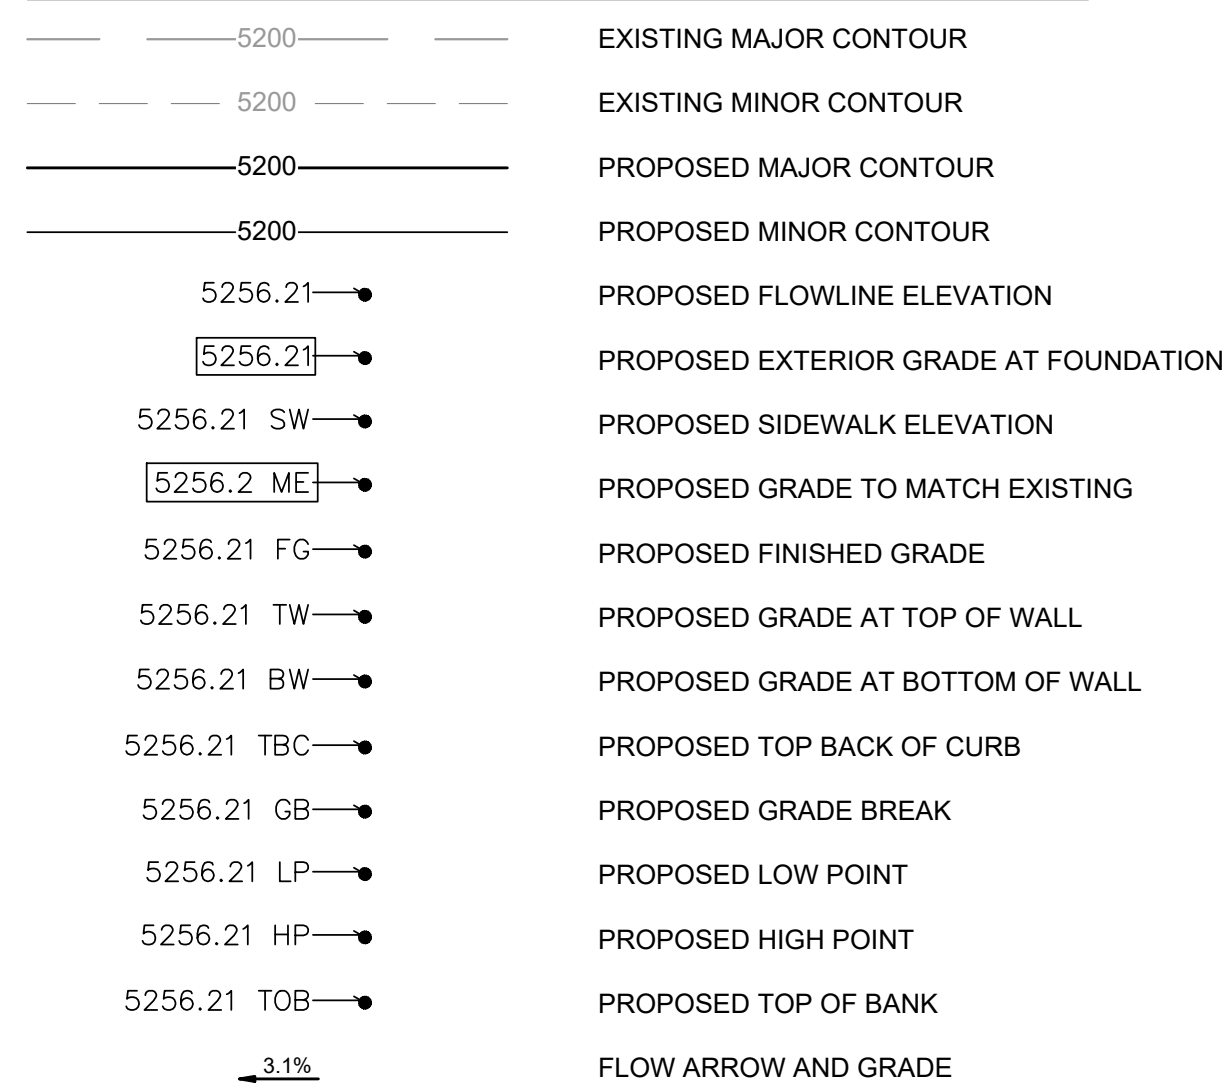 5200 EXISTING MAJOR CONTOUR
5200 EXISTING MINOR CONTOUR
5200 PROPOSED MAJOR CONTOUR
5200 PROPOSED MINOR CONTOUR
5256.21 PROPOSED FLOWLINE ELEVATION
5256.21 PROPOSED EXTERIOR GRADE AT FOUNDATION
5256.21 SW PROPOSED SIDEWALK ELEVATION
5256.2 ME PROPOSED GRADE TO MATCH EXISTING
5256.21 FG PROPOSED FINISHED GRADE
5256.21 TW PROPOSED GRADE AT TOP OF WALL
5256.21 BW PROPOSED GRADE AT BOTTOM OF WALL
5256.21 TBC PROPOSED TOP BACK OF CURB
5256.21 GB PROPOSED GRADE BREAK
5256.21 LP PROPOSED LOW POINT
5256.21 HP PROPOSED HIGH POINT
5256.21 TOB PROPOSED TOP OF BANK
3.1% FLOW ARROW AND GRADE